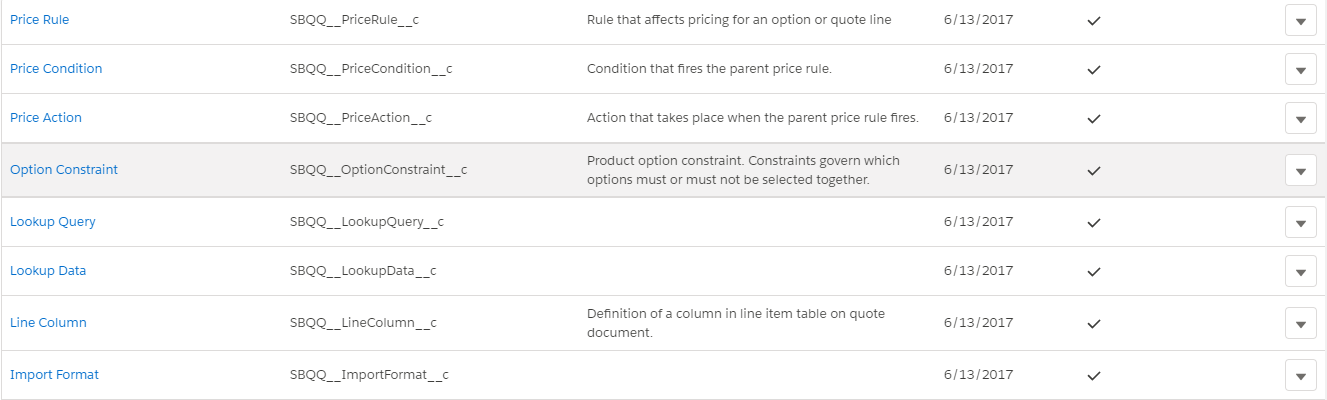 Price Rule SBQQ__PriceRule__c Rule that affects pricing for an option or quote line 6/13/2017
Price Condition SBQQ__PriceCondition__c Condition that fires the parent price rule. 6/13/2017
Price Action SBQQ__PriceAction__c Action that takes place when the parent price rule fires. 6/13/2017
Option Constraint SBQQ__OptionConstraint__c Product option constraint. Constraints govern which 6/13/2017
options must or must not be selected together.
Lookup Query SBQQ__LookupQuery__c 6/13/2017
Lookup Data SBQQ__LookupData__c 6/13/2017
Line Column SBQQ__LineColumn__c Definition of a column in line item table on quote 6/13/2017
document.
Import Format SBQQ__ImportFormat__c 6/13/2017